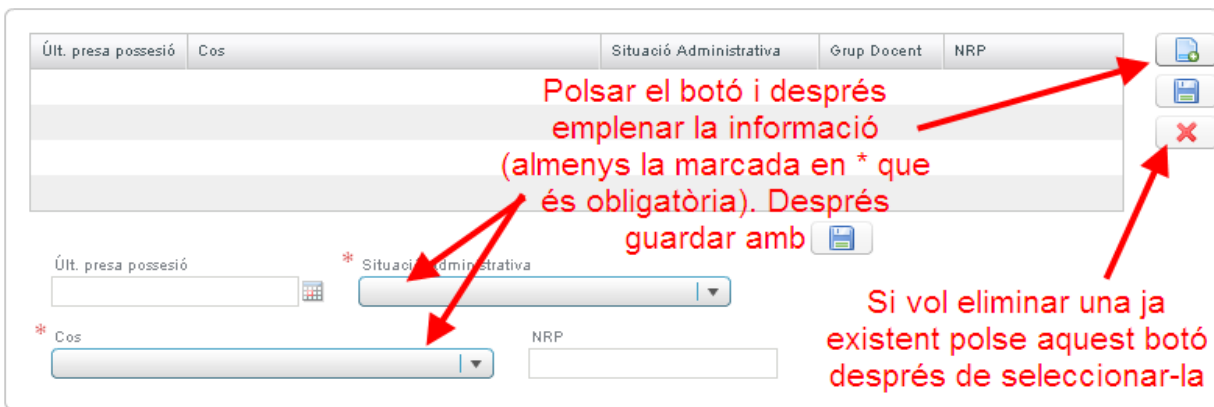 Últ. presa possesió Cos Situació Administrativa Grup Docent NRP
Polsar el botó i després
emplenar la informació
(almenys la marcada en * que
és obligatòria). Després
guardar amb
Últ. presa possesió
* Situació Administrativa
* Cos
NRP
Si vol eliminar una ja
existent polse aquest botó
després de seleccionar-la